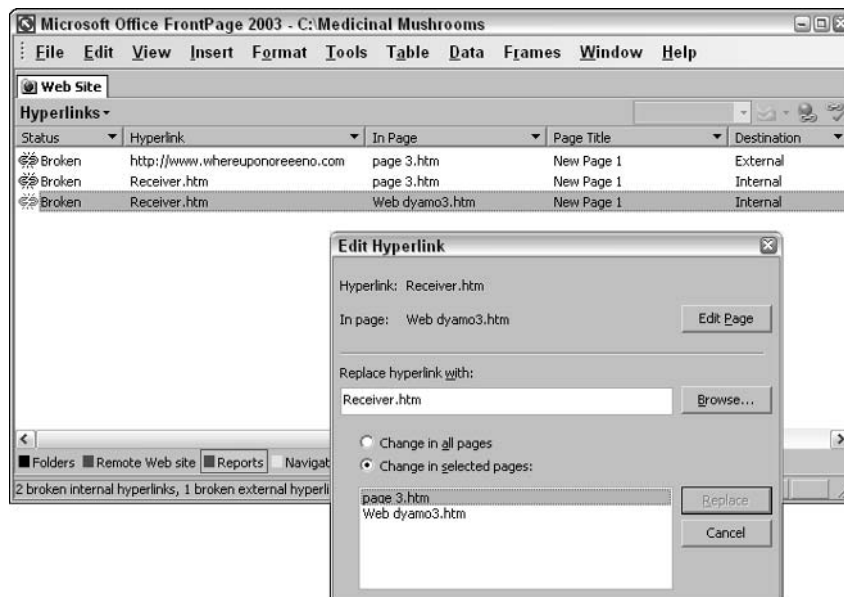 Microsoft Office FrontPage 2003 - C:\Medicinal Mushrooms
File Edit View Insert Format Tools Table Data Frames Window Help
Web Site
Hyperlinks
Status Hyperlink In Page Page Title Destination
Broken http://www.whereuponoreeeno.com page 3.htm New Page 1 External
Broken Receiver.htm page 3.htm New Page 1 Internal
Broken Receiver.htm Web dyamo3.htm New Page 1 Internal
Edit Hyperlink
Hyperlink: Receiver.htm
In page: Web dyamo3.htm Edit Page
Replace hyperlink with:
Receiver.htm Browse...
Change in all pages
Change in selected pages:
page 3.htm Replace
Web dyamo3.htm
Cancel
Folders Remote Web site Reports Navigat
2 broken internal hyperlinks, 1 broken external hyperli